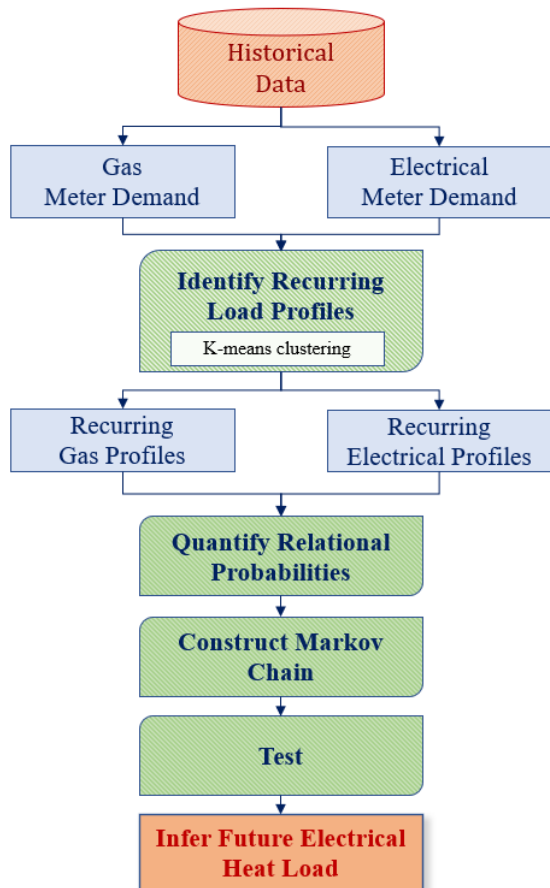 Historical
Data
Gas
Meter Demand
Electrical
Meter Demand
Identify Recurring
Load Profiles
K-means clustering
Recurring
Gas Profiles
Recurring
Electrical Profiles
Quantify Relational
Probabilities
Construct Markov
Chain
Test
Infer Future Electrical
Heat Load